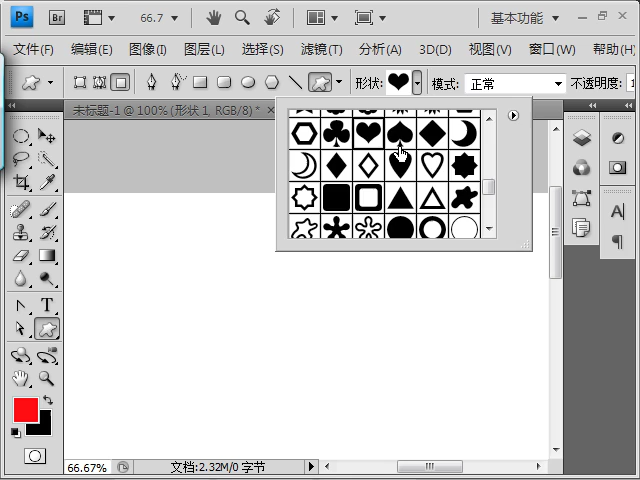 Ps Br 66.7 基本功能
文件(F) 编辑(E) 图像(I) 图层(L) 选择(S) 滤镜(T) 分析(A) 3D(D) 视图(V) 窗口(W) 帮助(H)
形状: 模式: 正常 不透明度:
未标题-1 @ 100% (形状 1, RGB/8) *
A
T
66.67% 文档:2.32M/0 字节